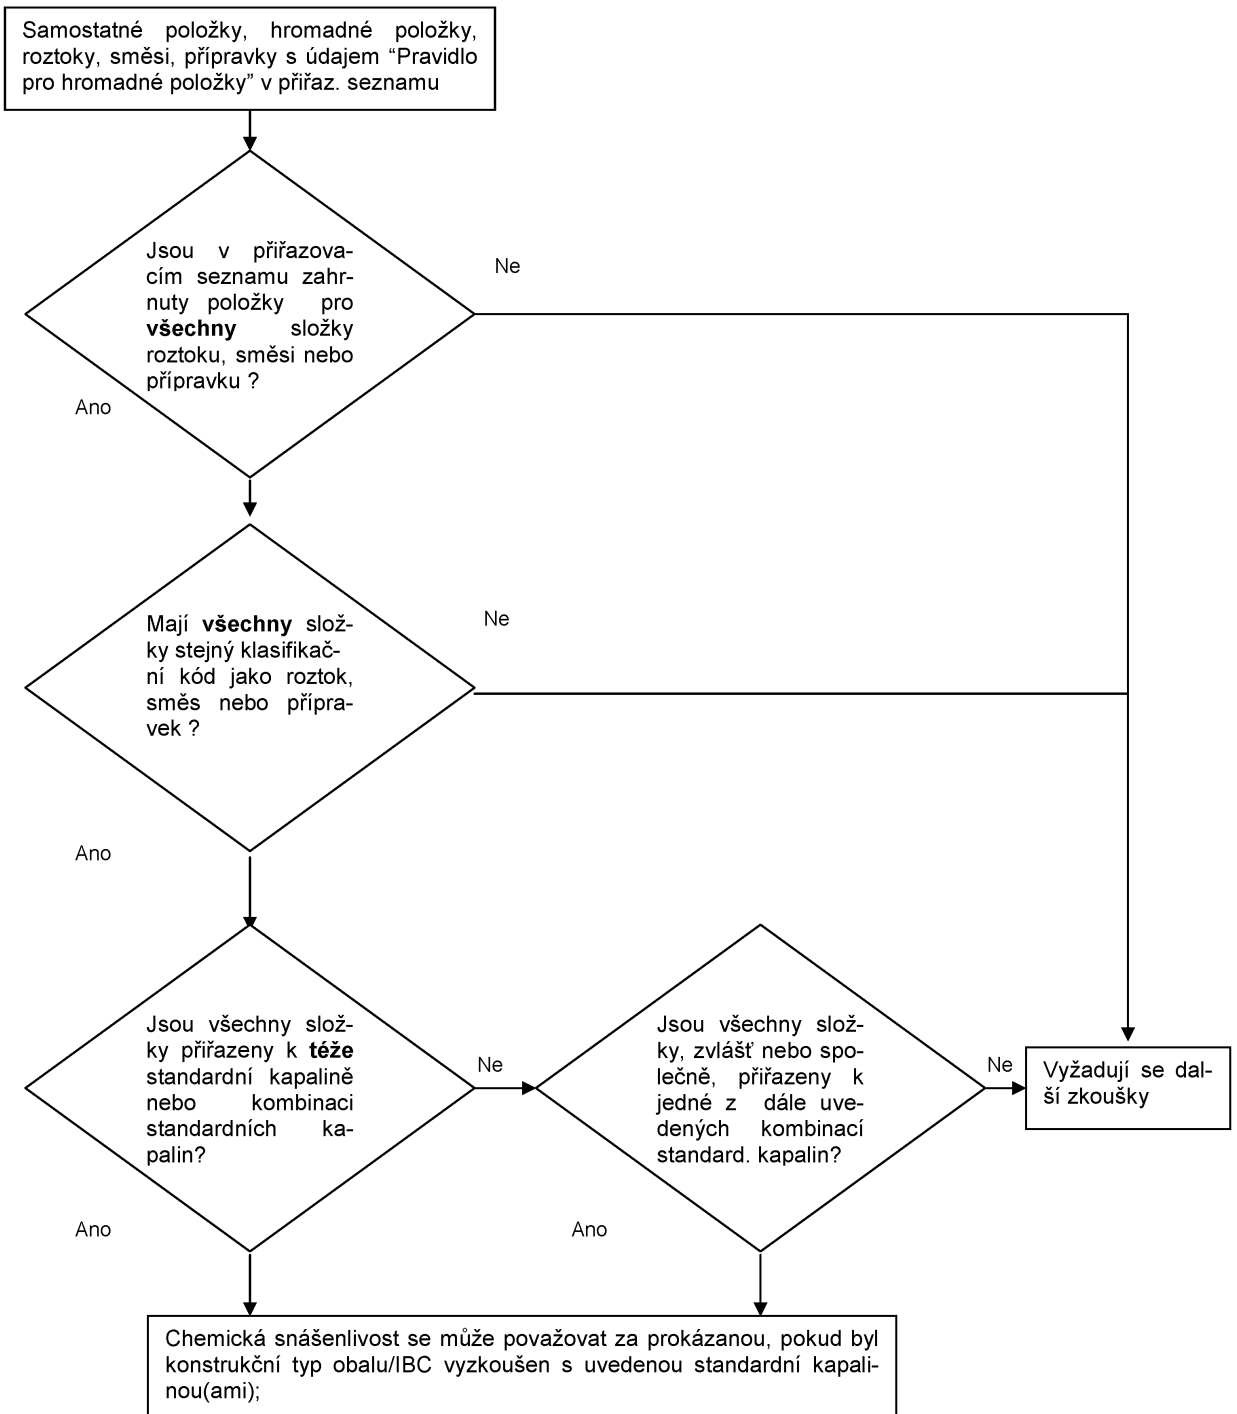 Samostatné položky, hromadné položky,
roztoky, směsi, přípravky s údajem “Pravidlo
pro hromadné položky” v přiřaz. seznamu
Jsou v přiřazova-
cím seznamu zahr-
nuty položky pro
všechny složky
roztoku, směsi nebo
přípravku ?
Ne
Ano
Mají všechny slož-
ky stejný klasifikač-
ní kód jako roztok,
směs nebo přípra-
vek ?
Ne
Ano
Jsou všechny slož-
ky přiřazeny k téže
standardní kapalině
nebo kombinaci
standardních ka-
palin?
Ne
Jsou všechny slož-
ky, zvlášť nebo spo-
lečně, přiřazeny k
jedné z dále uve-
dených kombinací
standard. kapalin?
Ne
Vyžadují se dal-
ší zkoušky
Ano
Ano
Chemická snášenlivost se může považovat za prokázanou, pokud byl
konstrukční typ obalu/IBC vyzkoušen s uvedenou standardní kapali-
nou(ami);